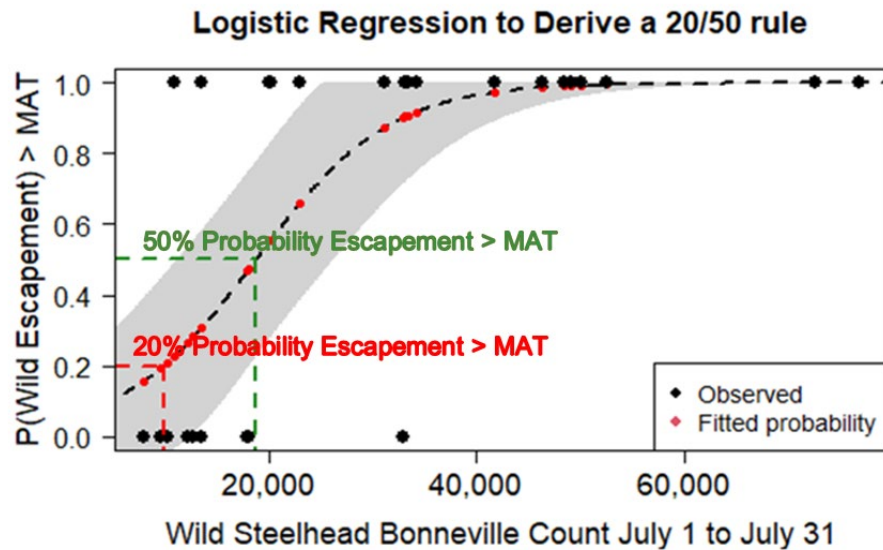 Logistic Regression to Derive a 20/50 rule
P(Wild Escapement) > MAT
1.0
0.8
0.6
0.4
0.2
0.0
50% Probability Escapement > MAT
20% Probability Escapement > MAT
Observed
Fitted probability
20,000 40,000 60,000
Wild Steelhead Bonneville Count July 1 to July 31